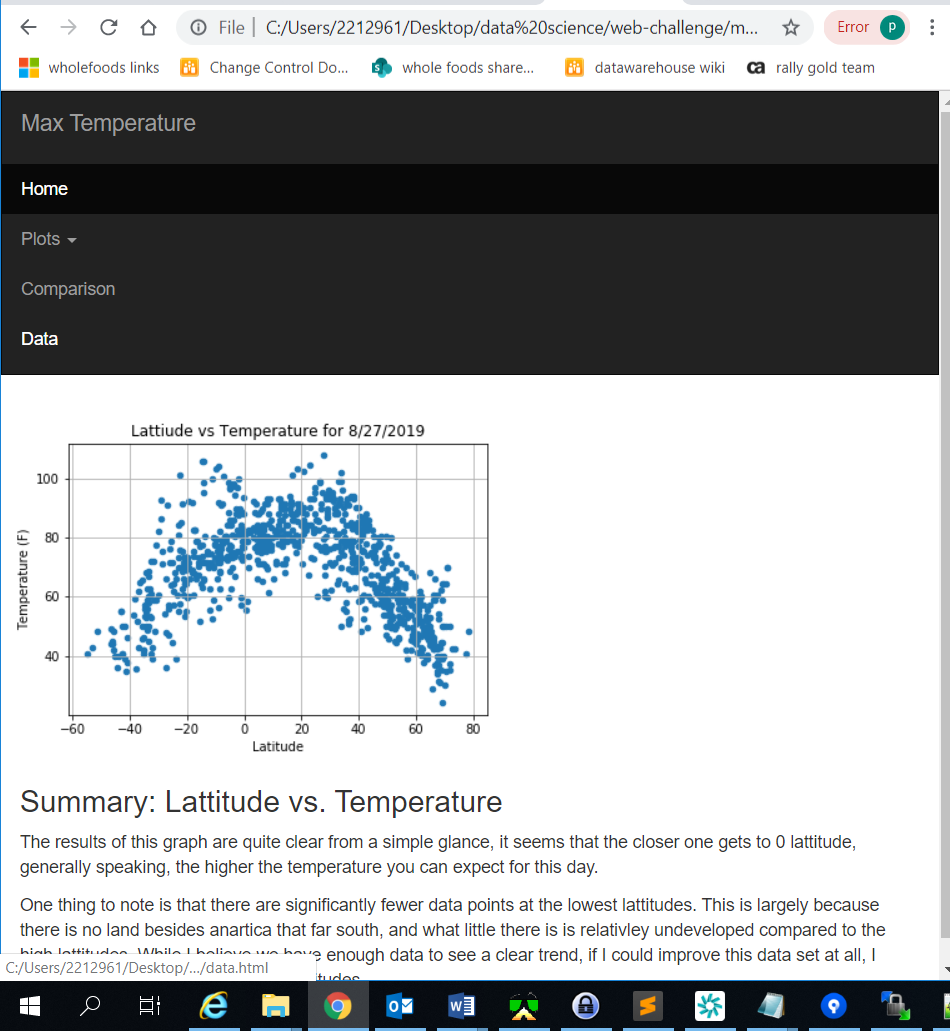 File | C:/Users/2212961/Desktop/data%20science/web-challenge/m... Error p
wholefoods links Change Control Do... whole foods share... datawarehouse wiki ca rally gold team
Max Temperature
Home
Plots
Comparison
Data
Lattiude vs Temperature for 8/27/2019
100
80
60
40
Temperature (F)
−60 −40 −20 0 20 40 60 80
Latitude
Summary: Lattitude vs. Temperature
The results of this graph are quite clear from a simple glance, it seems that the closer one gets to 0 lattitude,
generally speaking, the higher the temperature you can expect for this day.
One thing to note is that there are significantly fewer data points at the lowest lattitudes. This is largely because
there is no land besides anartica that far south, and what little there is is relativley undeveloped compared to the
high lattitudes. While I believe we have enough data to see a clear trend, if I could improve this data set at all, I
C:/Users/2212961/Desktop/.../data.html